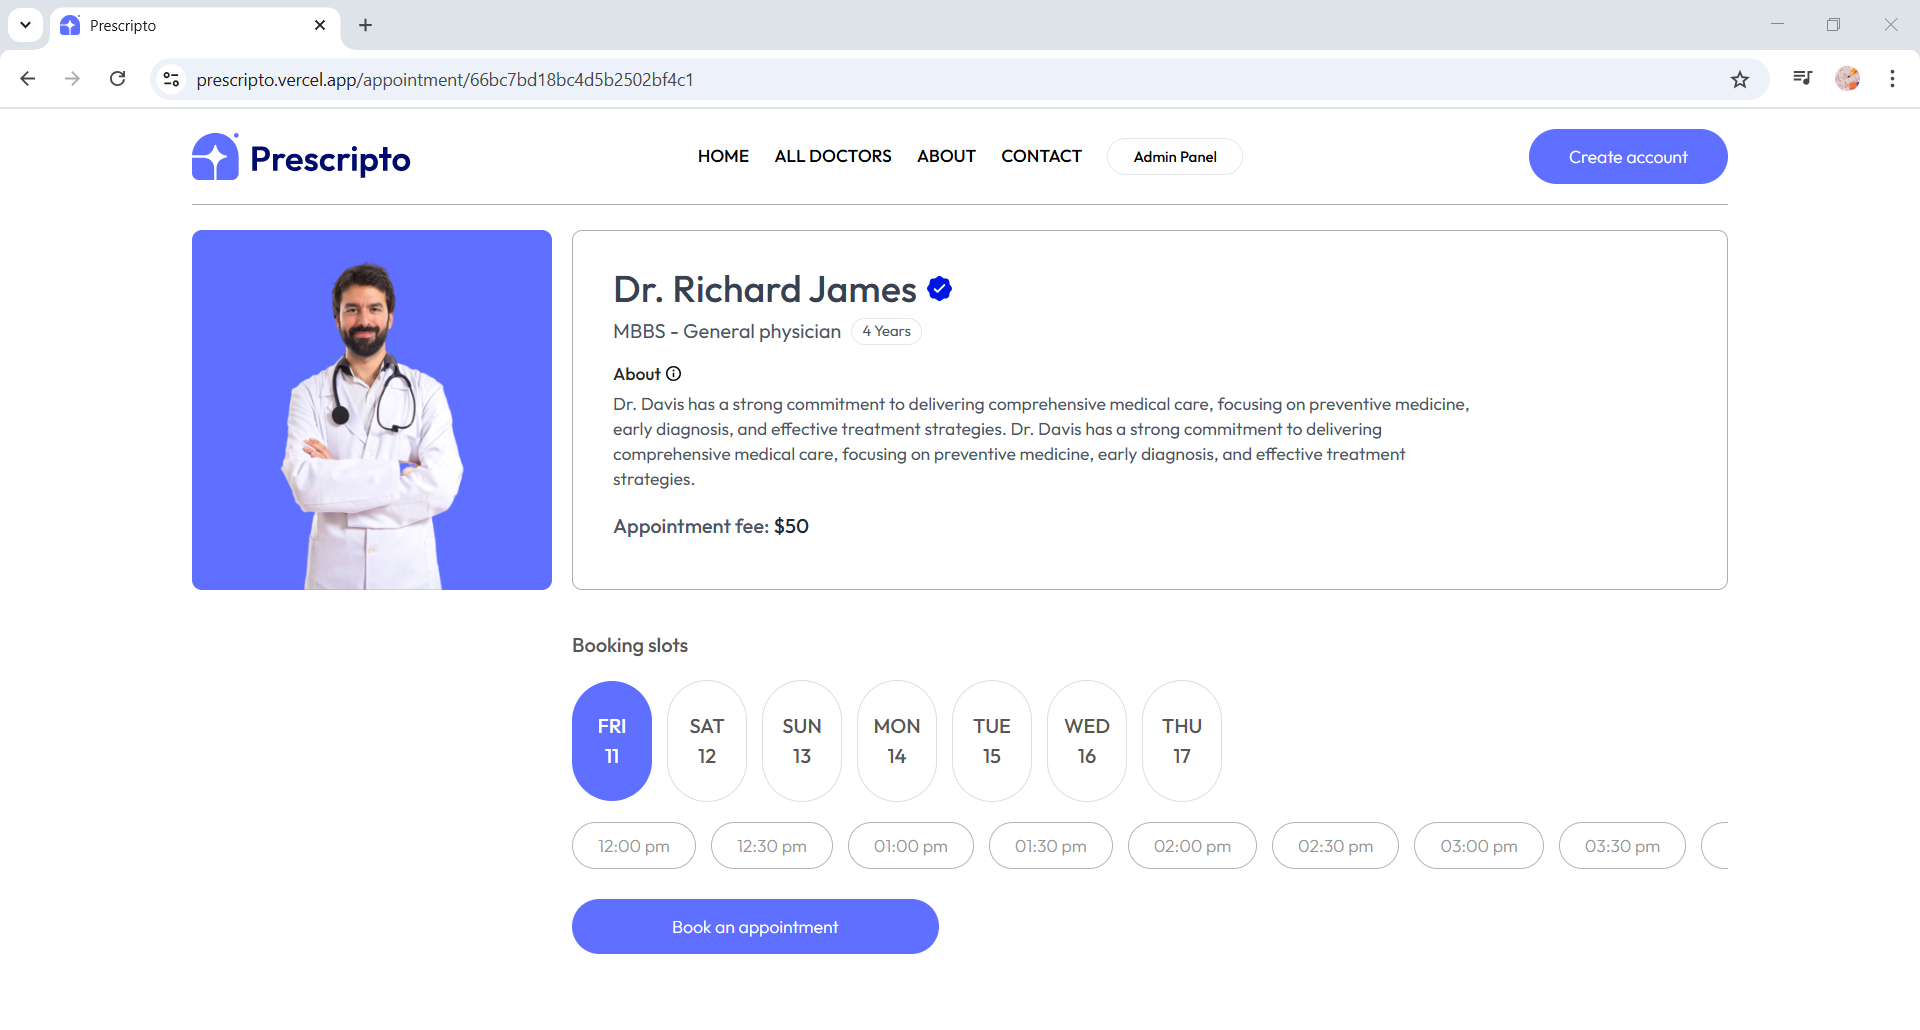 Prescripto
prescripto.vercel.app/appointment/66bc7bd18bc4d5b2502bf4c1
Prescripto
HOME ALL DOCTORS ABOUT CONTACT Admin Panel
Create account
Dr. Richard James
MBBS - General physician 4 Years
About
Dr. Davis has a strong commitment to delivering comprehensive medical care, focusing on preventive medicine,
early diagnosis, and effective treatment strategies. Dr. Davis has a strong commitment to delivering
comprehensive medical care, focusing on preventive medicine, early diagnosis, and effective treatment
strategies.
Appointment fee: $50
Booking slots
FRI SAT SUN MON TUE WED THU
11 12 13 14 15 16 17
12:00 pm 12:30 pm 01:00 pm 01:30 pm 02:00 pm 02:30 pm 03:00 pm 03:30 pm
Book an appointment